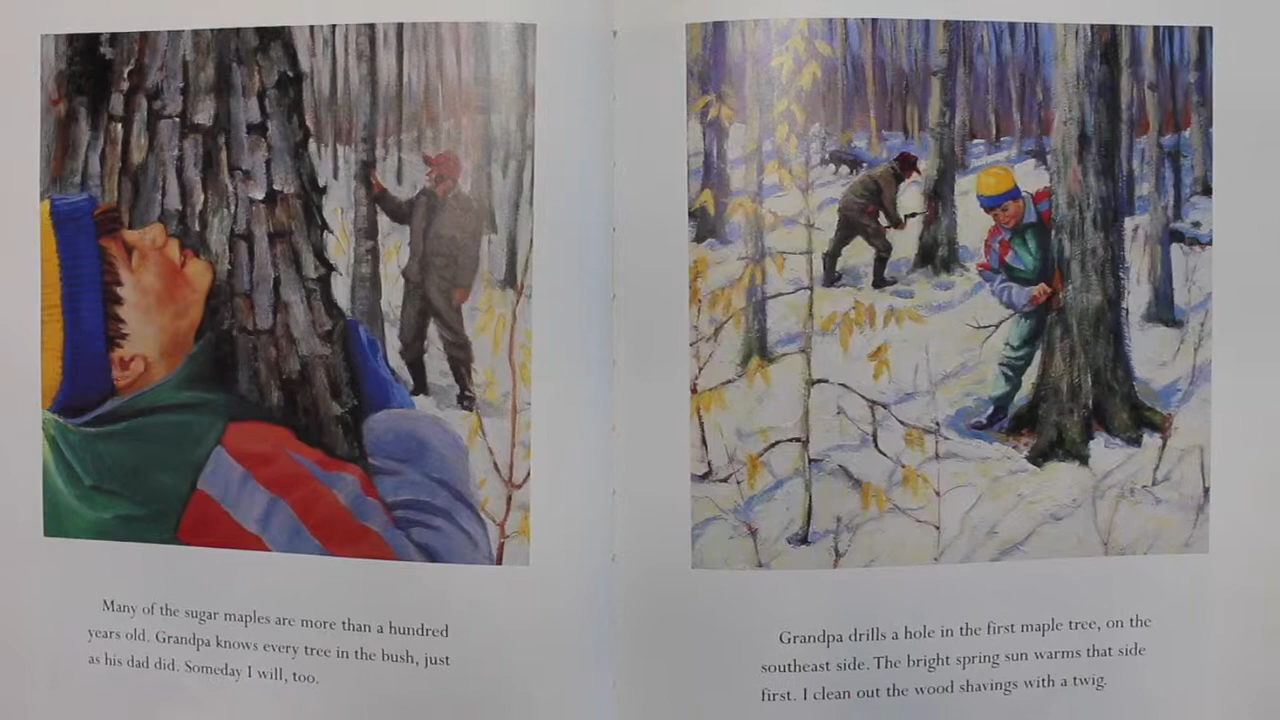 Many of the sugar maples are more than a hundred
years old. Grandpa knows every tree in the bush, just
as his dad did. Someday I will, too.
Grandpa drills a hole in the first maple tree, on the
southeast side. The bright spring sun warms that side
first. I clean out the wood shavings with a twig.